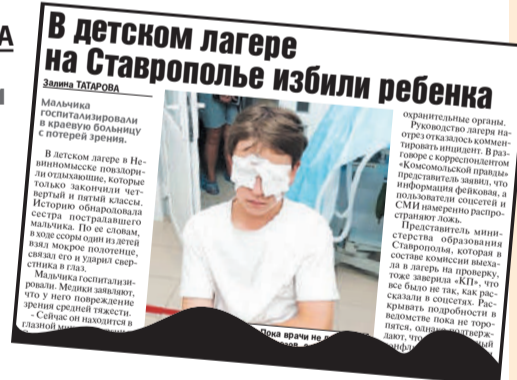 А
В детском лагере
на Ставрополье избили ребенка
Залина ТАТАРОВА
Мальчика
госпитализировали
в краевую больницу
с потерей зрения.
В детском лагере в Не-
винномысске повздори-
ли отдыхающие, которые
только закончили чет-
вертый и пятый классы.
Историю обнародовала
сестра пострадавшего
мальчика. По ее словам,
в ходе ссоры один из детей
взял мокрое полотенце,
связал его и ударил свер-
стника в глаз.
Мальчика госпитализи-
ровали. Медики заявляют,
что у него повреждение
зрения средней тяжести.
- Сейчас он находится в
глазной
Пока врачи не
охранительные органы.
Руководство лагеря на-
отрез отказалось коммен-
тировать инцидент. В раз-
говоре с корреспондентом
«Комсомольской правды»
представитель заявил, что
информация фейковая, а
пользователи соцсетей и
СМИ намеренно распро-
страняют ложь.
Представитель мини-
стерства образования
Ставрополья, которая в
составе комиссии выеха-
ла в лагерь на проверку,
тоже заверила «КП», что
все было не так, как рас-
сказали в соцсетях. Рас-
крывать подробности в
ведомстве пока не торо-
пятся, однако подтверж-
дают, что